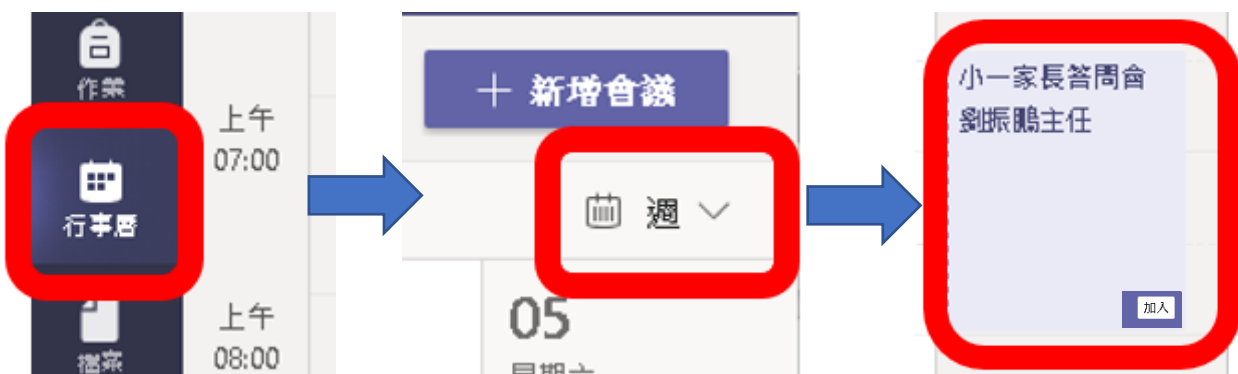 作業
上午
07:00
行事曆
上午
08:00
檔案
+ 新增會議
週
05
星期六
小一家長答問會
劉振鵬主任
加入